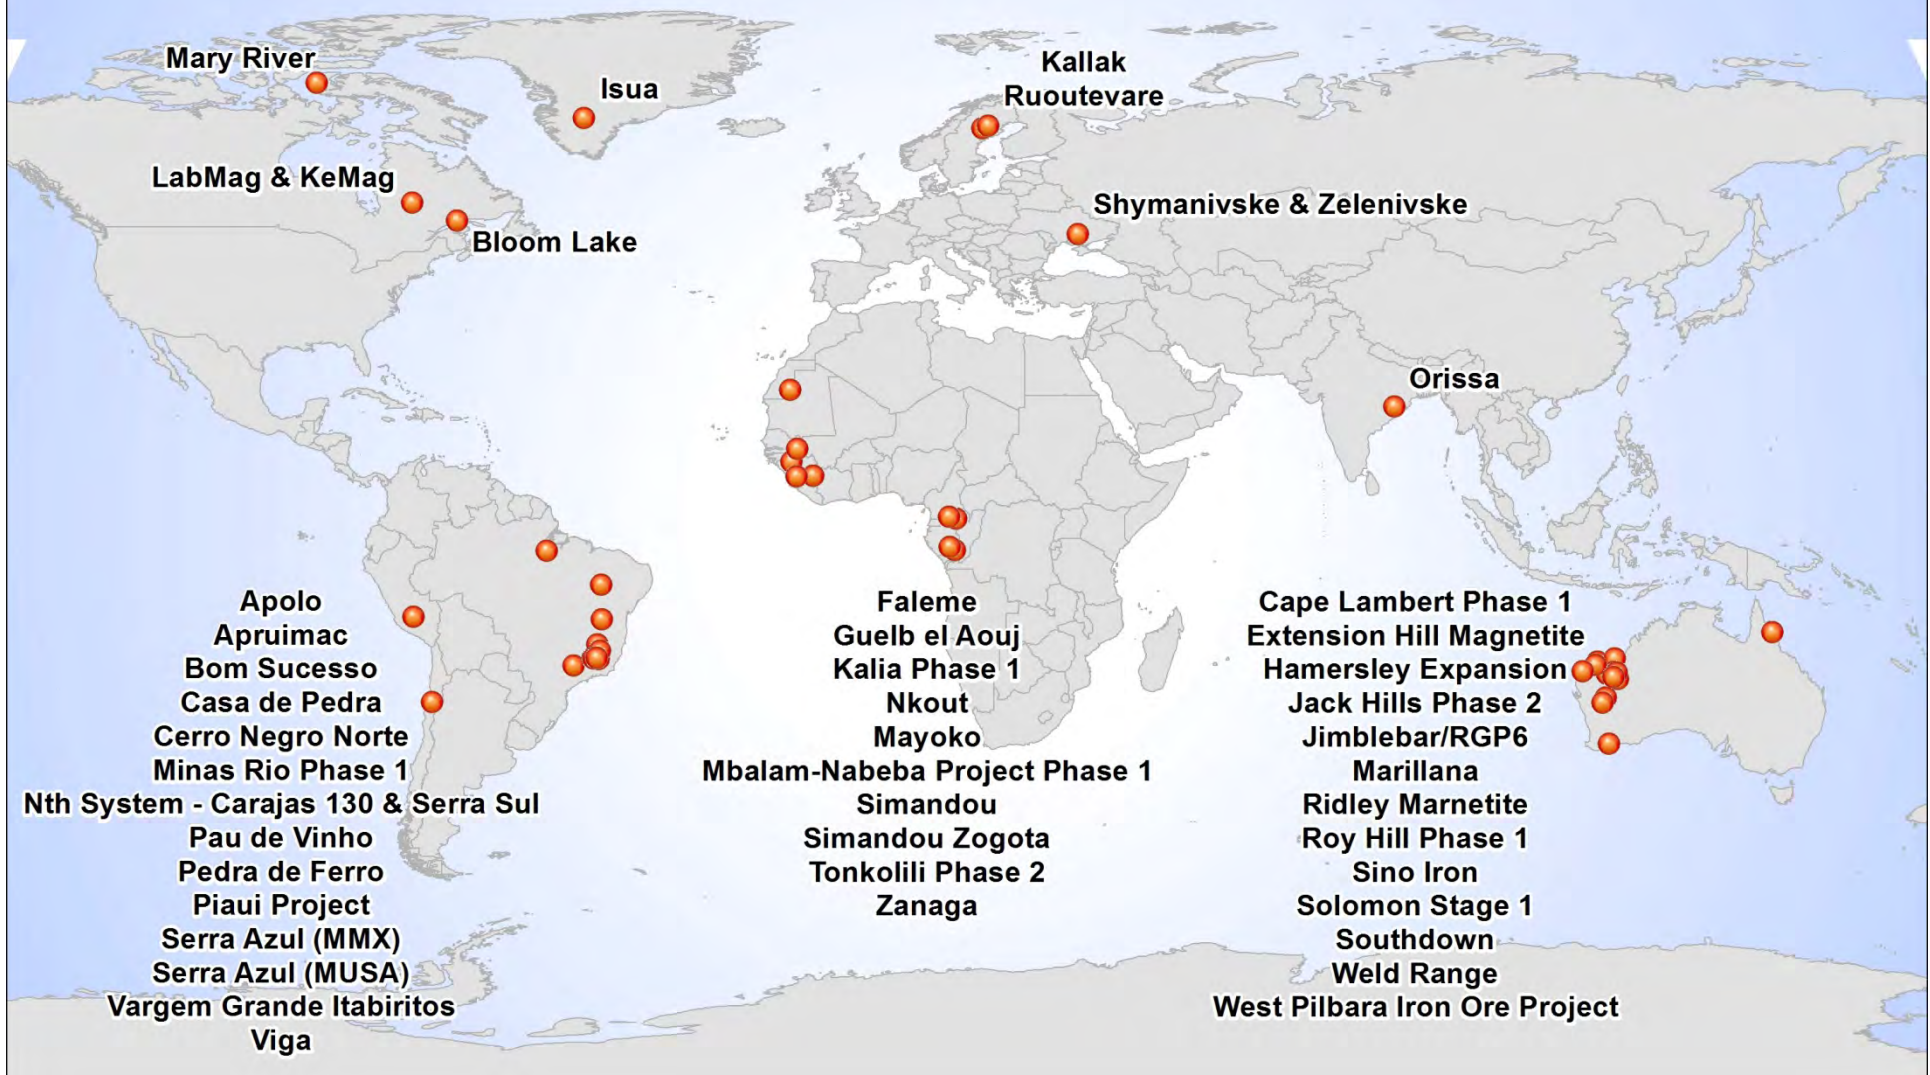 Mary River
Isua
Kallak
Ruoutevare
LabMag & KeMag
Bloom Lake
Shymanivske & Zelenivske
Orissa
Apolo
Apruimac
Bom Sucesso
Casa de Pedra
Cerro Negro Norte
Minas Rio Phase 1
Nth System - Carajas 130 & Serra Sul
Pau de Vinho
Pedra de Ferro
Piaui Project
Serra Azul (MMX)
Serra Azul (MUSA)
Vargem Grande Itabiritos
Viga
Faleme
Guelb el Aouj
Kalia Phase 1
Nkout
Mayoko
Mbalam-Nabeba Project Phase 1
Simandou
Simandou Zogota
Tonkolili Phase 2
Zanaga
Cape Lambert Phase 1
Extension Hill Magnetite
Hamersley Expansion
Jack Hills Phase 2
Jimblebar/RGP6
Marillana
Ridley Marnetite
Roy Hill Phase 1
Sino Iron
Solomon Stage 1
Southdown
Weld Range
West Pilbara Iron Ore Project